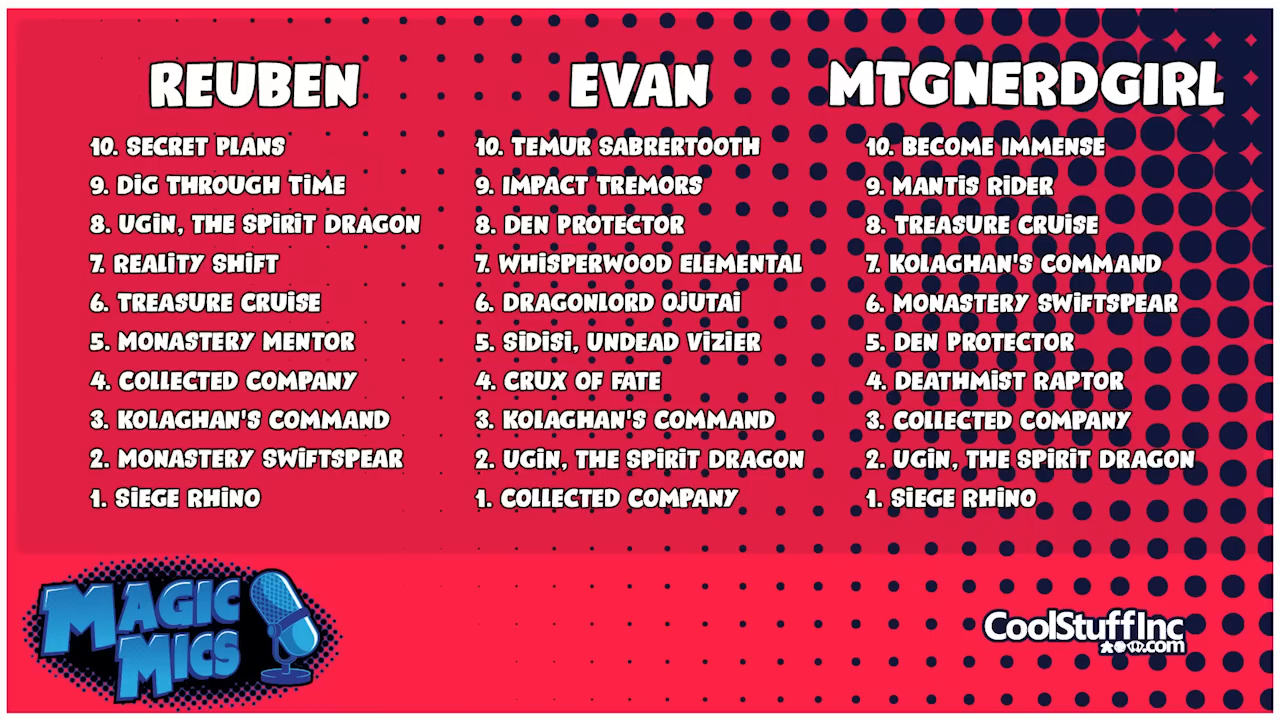 REUBEN
10. SECRET PLANS
9. DIG THROUGH TIME
8. UGIN, THE SPIRIT DRAGON
7. REALITY SHIFT
6. TREASURE CRUISE
5. MONASTERY MENTOR
4. COLLECTED COMPANY
3. KOLAGHAN'S COMMAND
2. MONASTERY SWIFTSPEAR
1. SIEGE RHINO
EVAN
10. TEMUR SABRERTOOTH
9. IMPACT TREMORS
8. DEN PROTECTOR
7. WHISPERWOOD ELEMENTAL
6. DRAGONLORD OJUTAI
5. SIDISI, UNDEAD VIZIER
4. CRUX OF FATE
3. KOLAGHAN'S COMMAND
2. UGIN, THE SPIRIT DRAGON
1. COLLECTED COMPANY
MTGNERDGIRL
10. BECOME IMMENSE
9. MANTIS RIDER
8. TREASURE CRUISE
7. KOLAGHAN'S COMMAND
6. MONASTERY SWIFTSPEAR
5. DEN PROTECTOR
4. DEATHMIST RAPTOR
3. COLLECTED COMPANY
2. UGIN, THE SPIRIT DRAGON
1. SIEGE RHINO
MAGIC
MICS
CoolStuffInc
.com